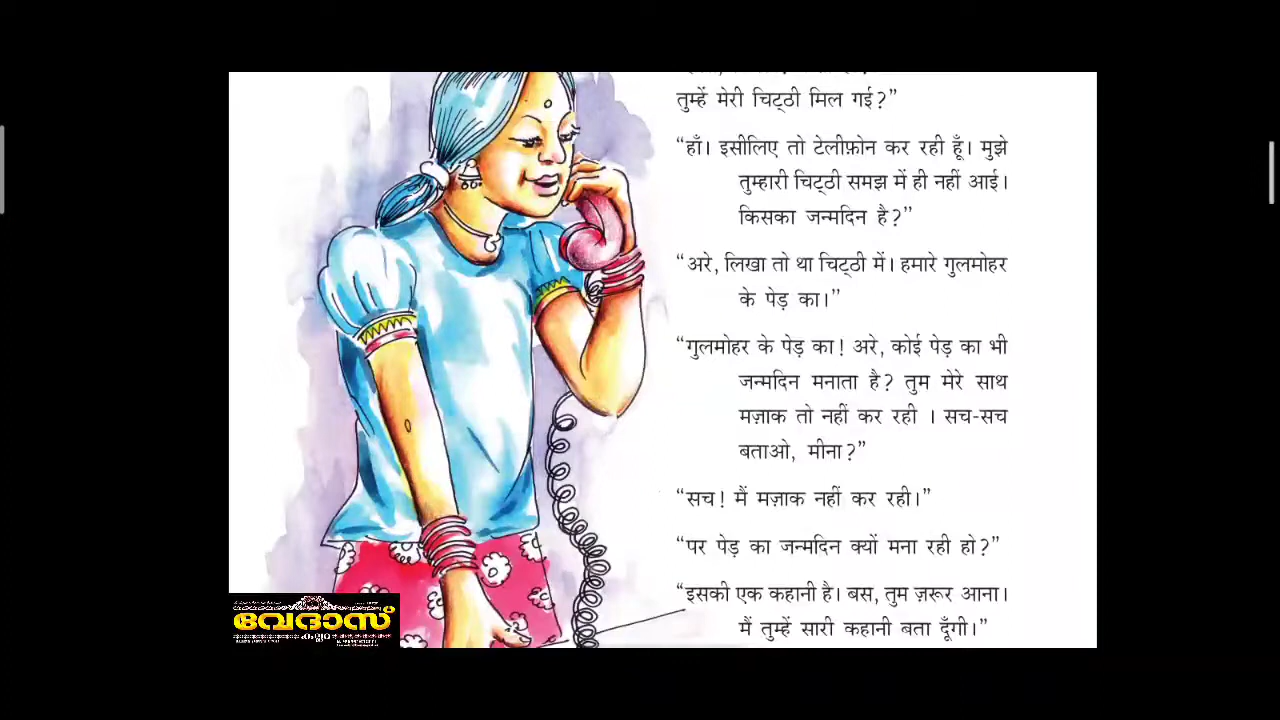 तुम्हें मेरी चिट्ठी मिल गई?”
“हाँ। इसीलिए तो टेलीफ़ोन कर रही हूँ। मुझे
तुम्हारी चिट्ठी समझ में ही नहीं आई।
किसका जन्मदिन है?”
“अरे, लिखा तो था चिट्ठी में। हमारे गुलमोहर
के पेड़ का।”
“गुलमोहर के पेड़ का! अरे, कोई पेड़ का भी
जन्मदिन मनाता है? तुम मेरे साथ
मज़ाक तो नहीं कर रही । सच-सच
बताओ, मीना?”
“सच! मैं मज़ाक नहीं कर रही।”
“पर पेड़ का जन्मदिन क्यों मना रही हो?”
“इसकी एक कहानी है। बस, तुम ज़रूर आना।
मैं तुम्हें सारी कहानी बता दूँगी।”
വേദാസ്